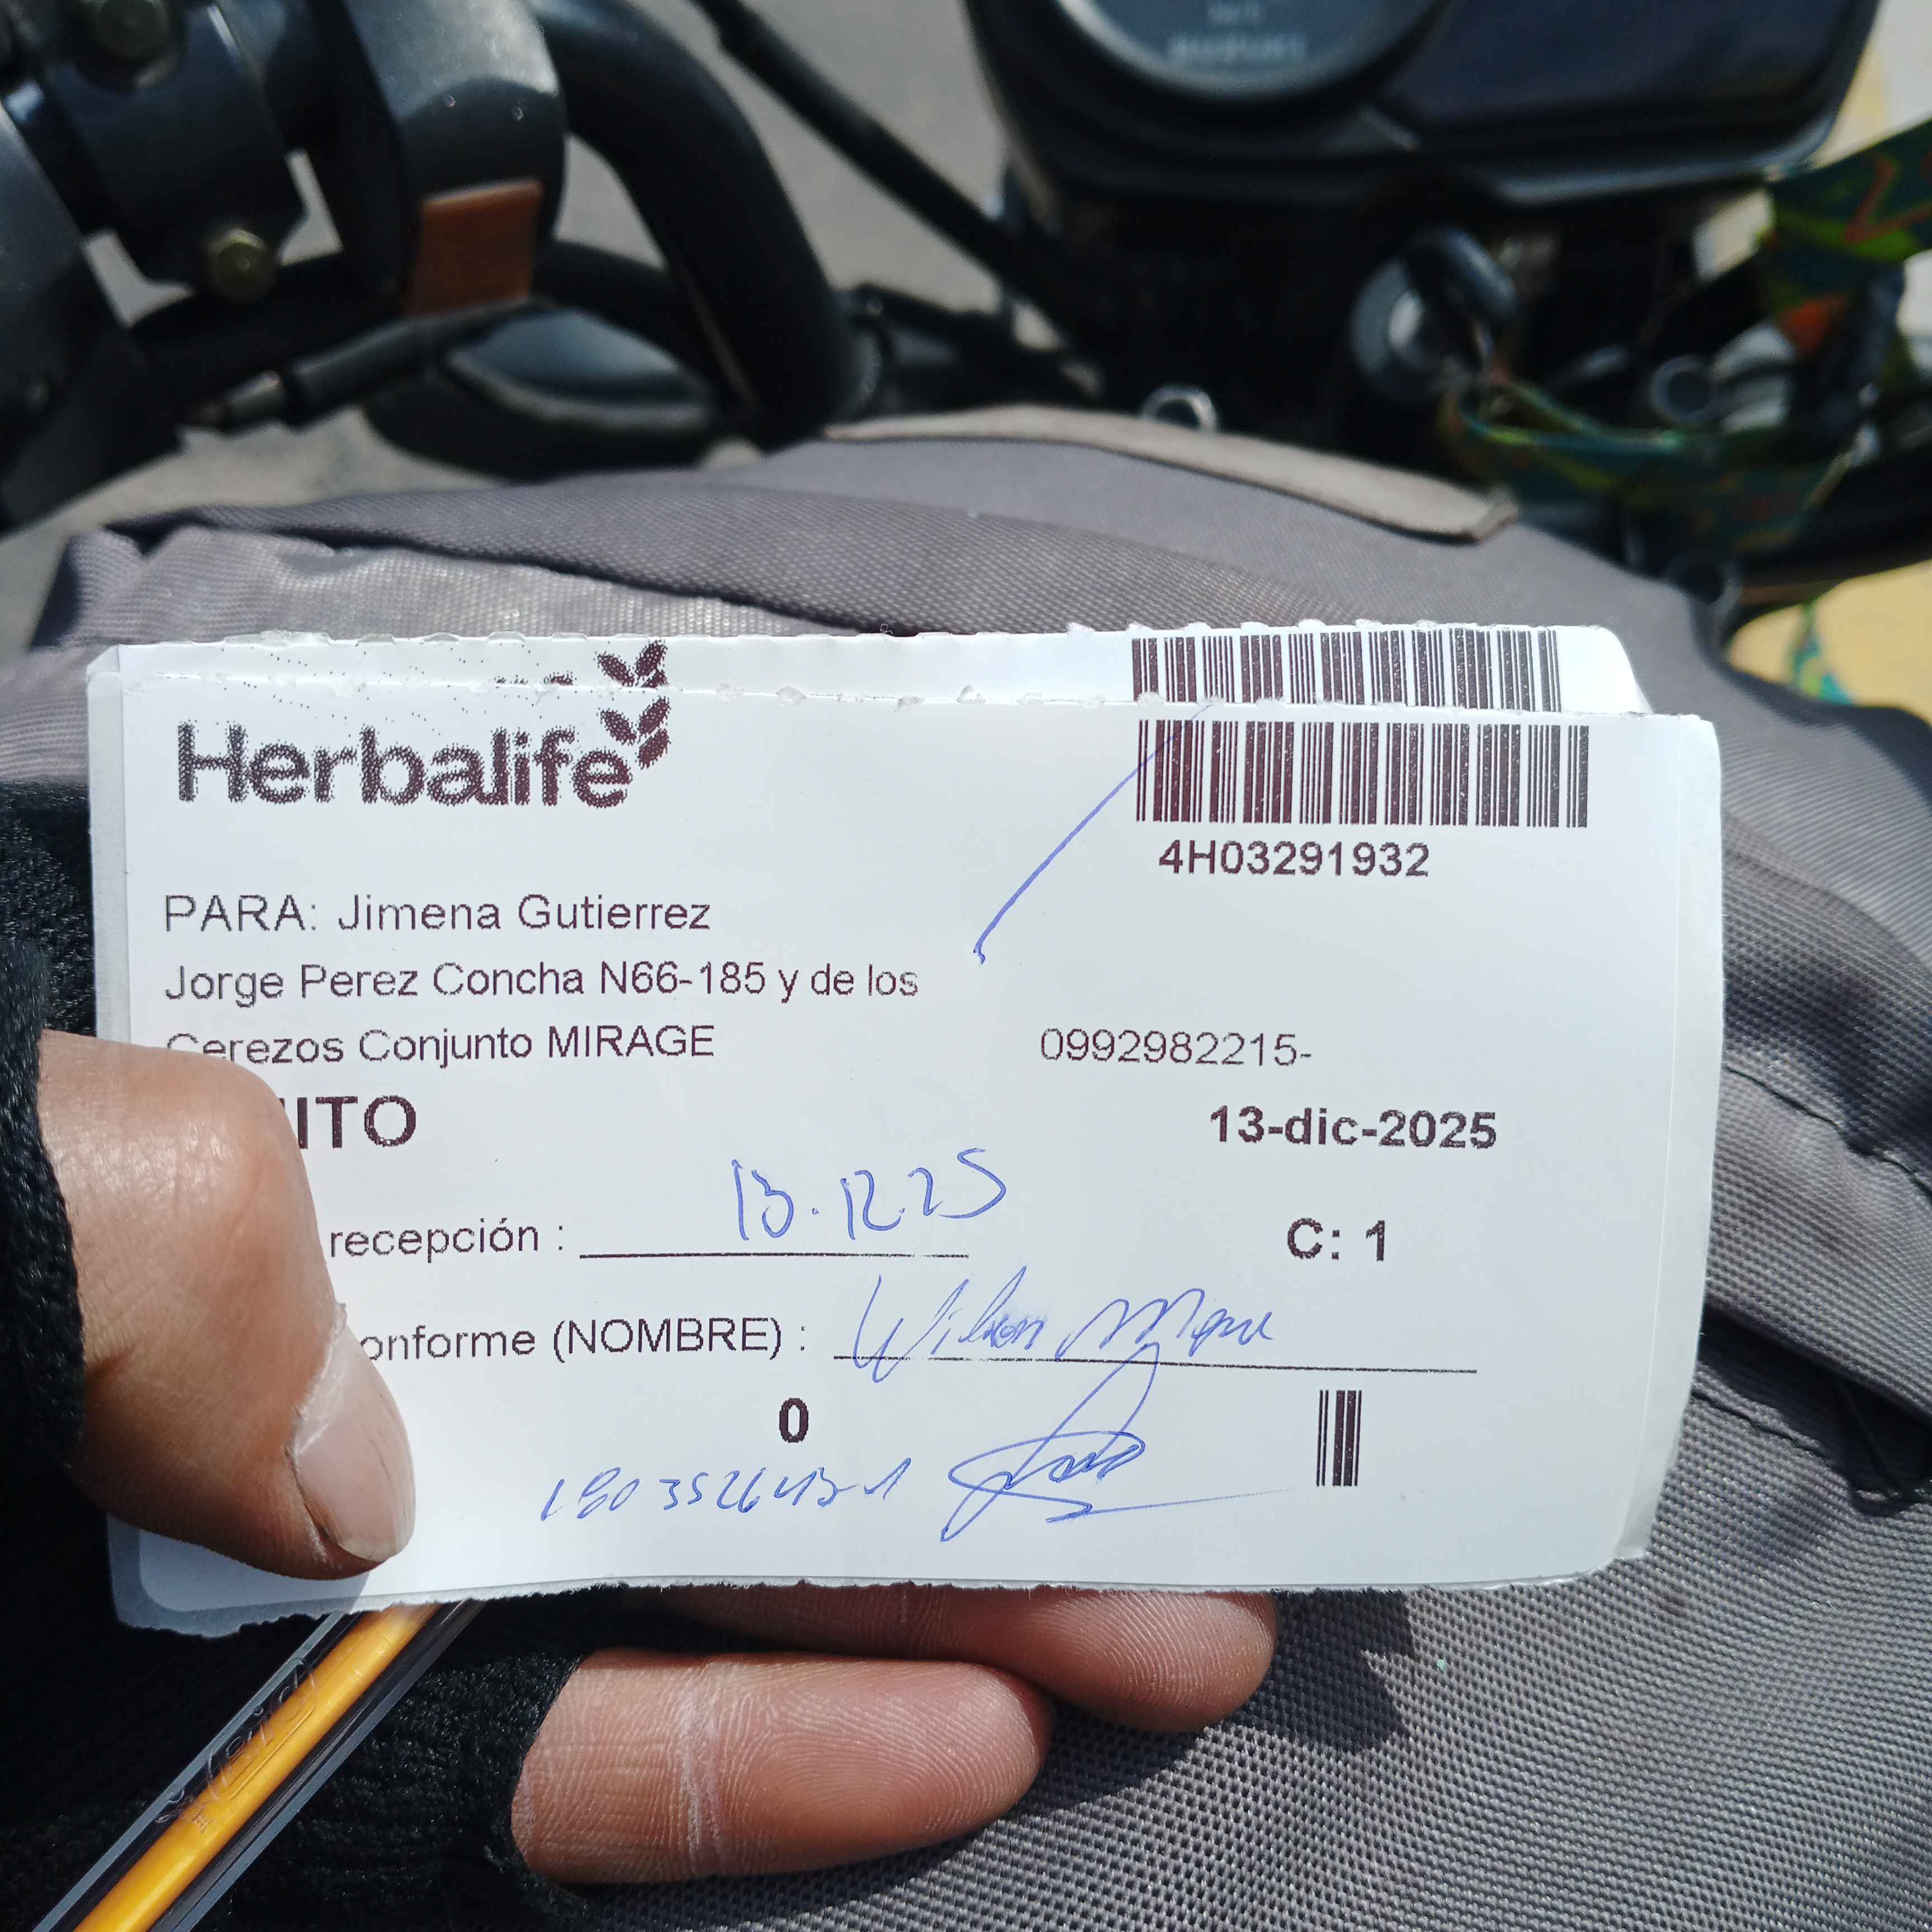 Herbalife
4H03291932
PARA: Jimena Gutierrez
Jorge Perez Concha N66-185 y de los
Cerezos Conjunto MIRAGE 0992982215-
ITO 13-dic-2025
recepción : 13.12.25 C: 1
onforme (NOMBRE) : Wilson
0